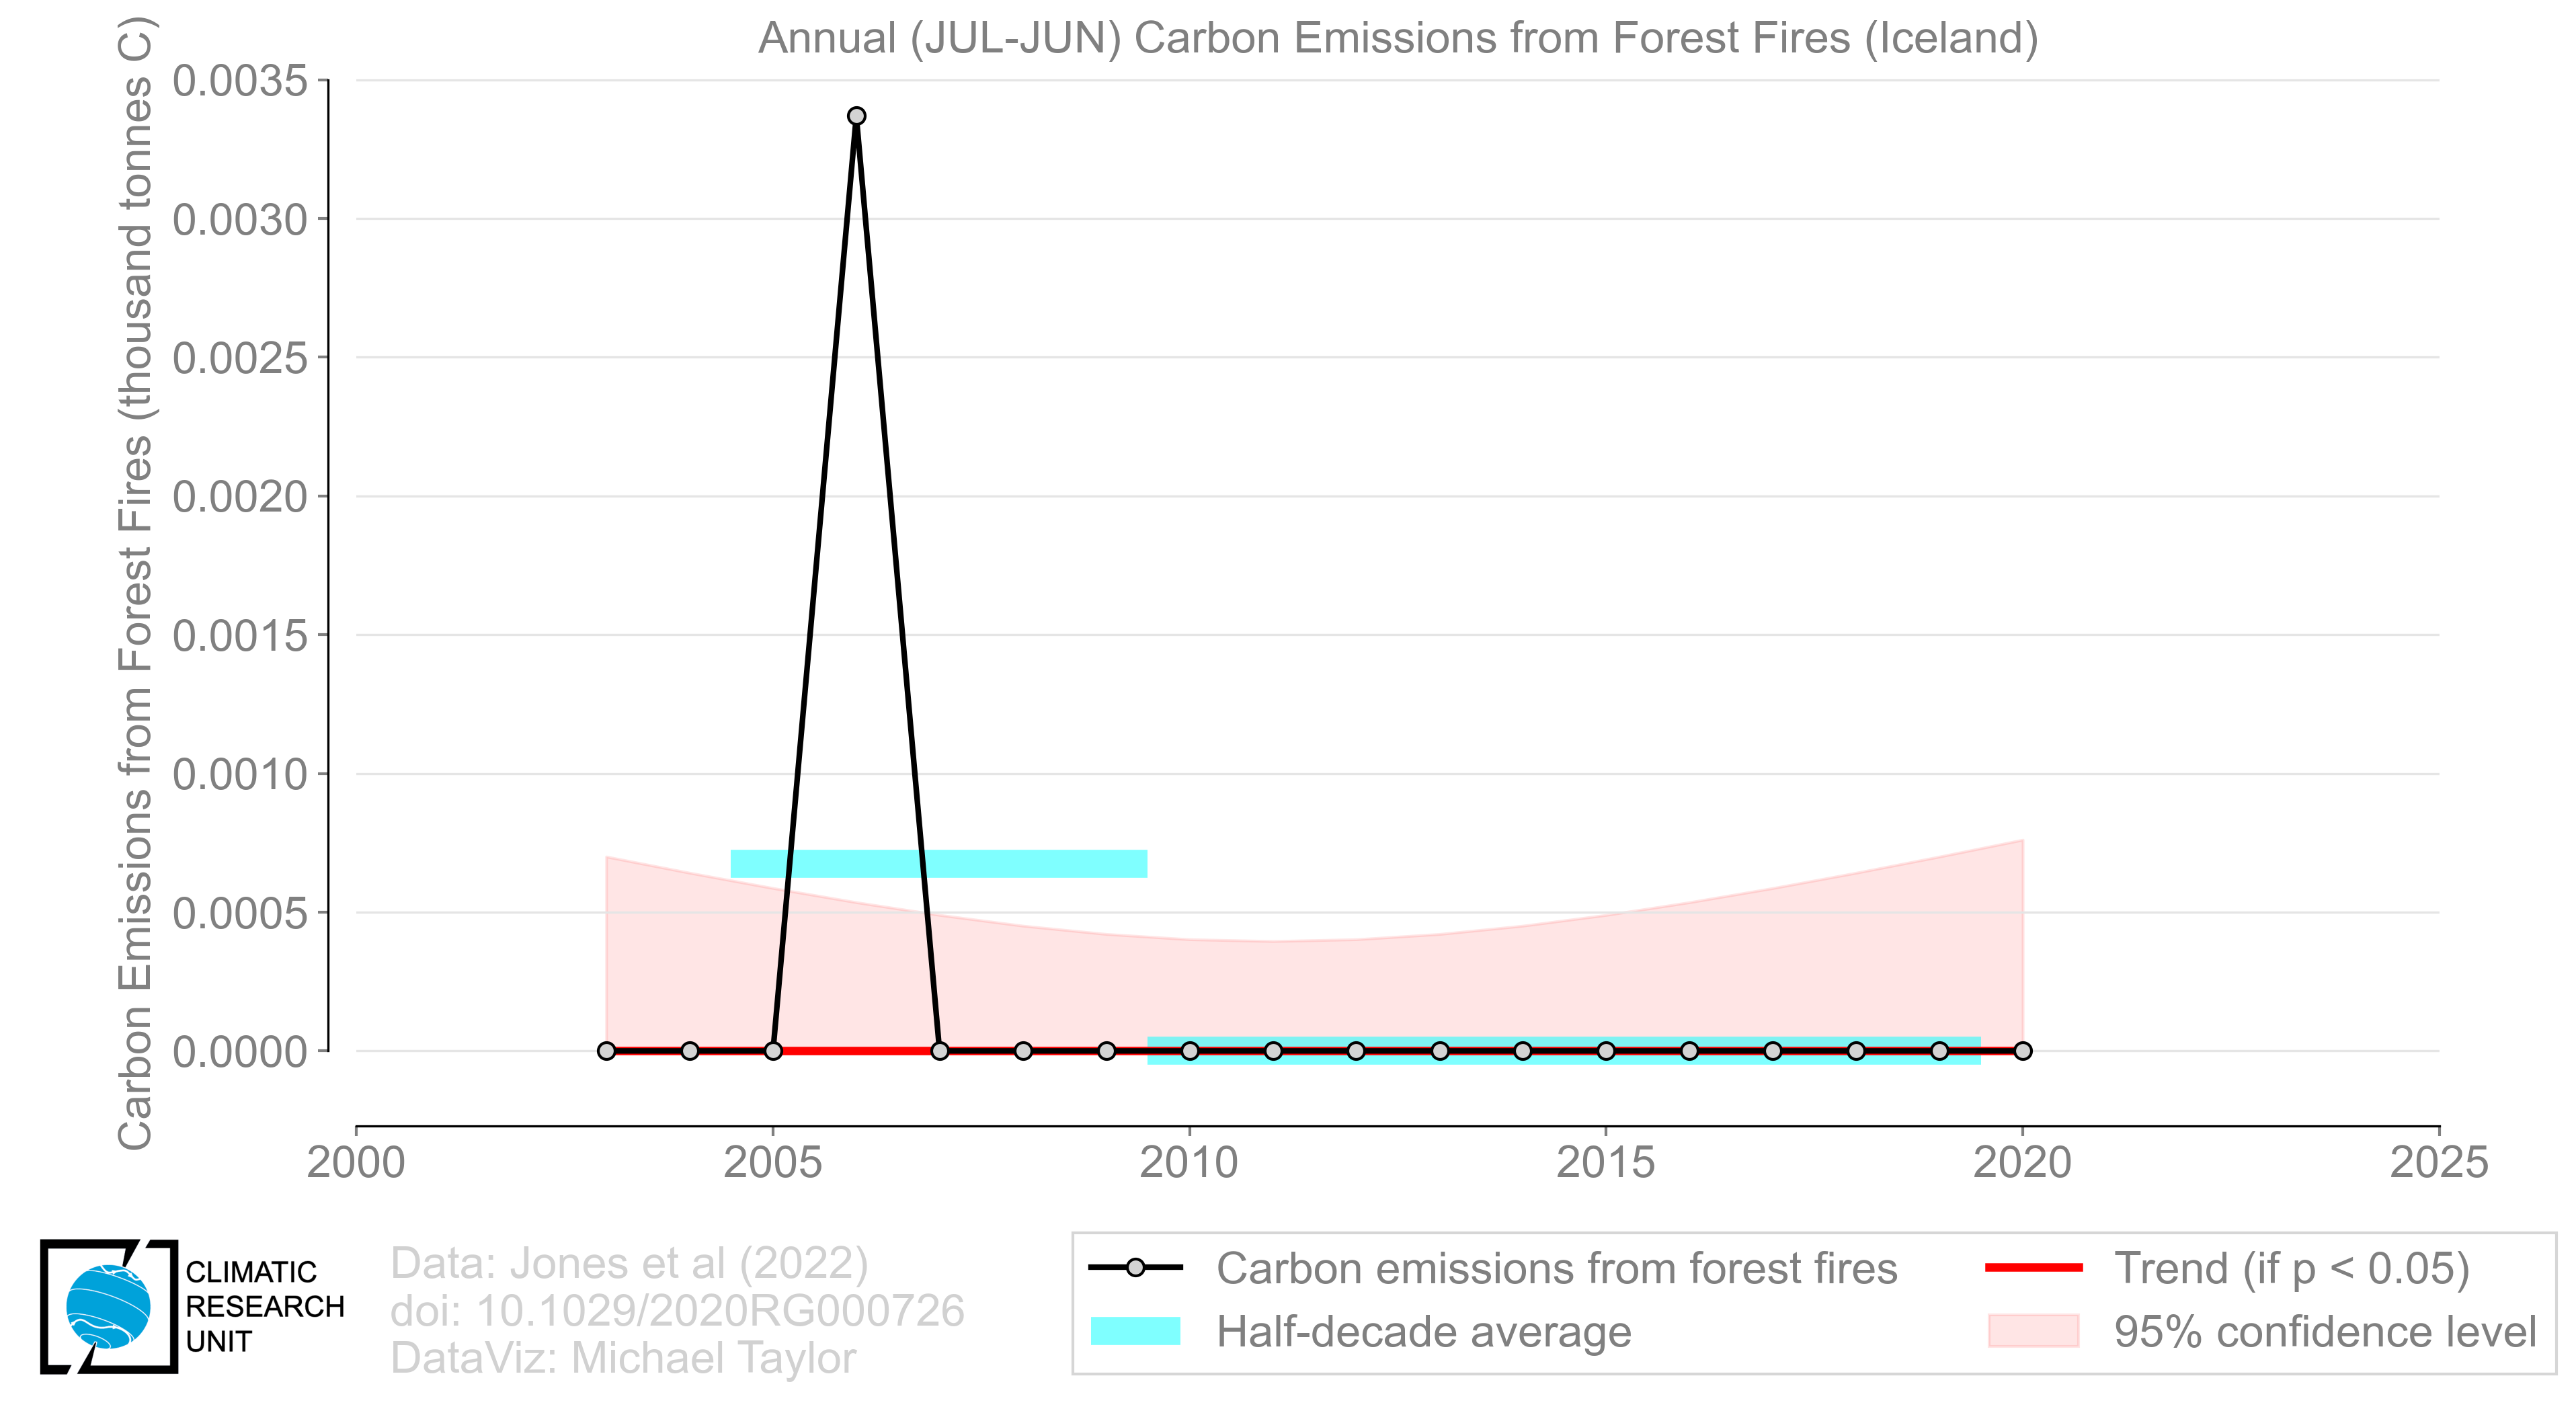 Annual (JUL-JUN) Carbon Emissions from Forest Fires (Iceland)
Carbon Emissions from Forest Fires (thousand tonnes C)
0.0035
0.0030
0.0025
0.0020
0.0015
0.0010
0.0005
0.0000
2000 2005 2010 2015 2020 2025
CLIMATIC
RESEARCH
UNIT
Data: Jones et al (2022)
doi: 10.1029/2020RG000726
DataViz: Michael Taylor
Carbon emissions from forest fires
Half-decade average
Trend (if p < 0.05)
95% confidence level